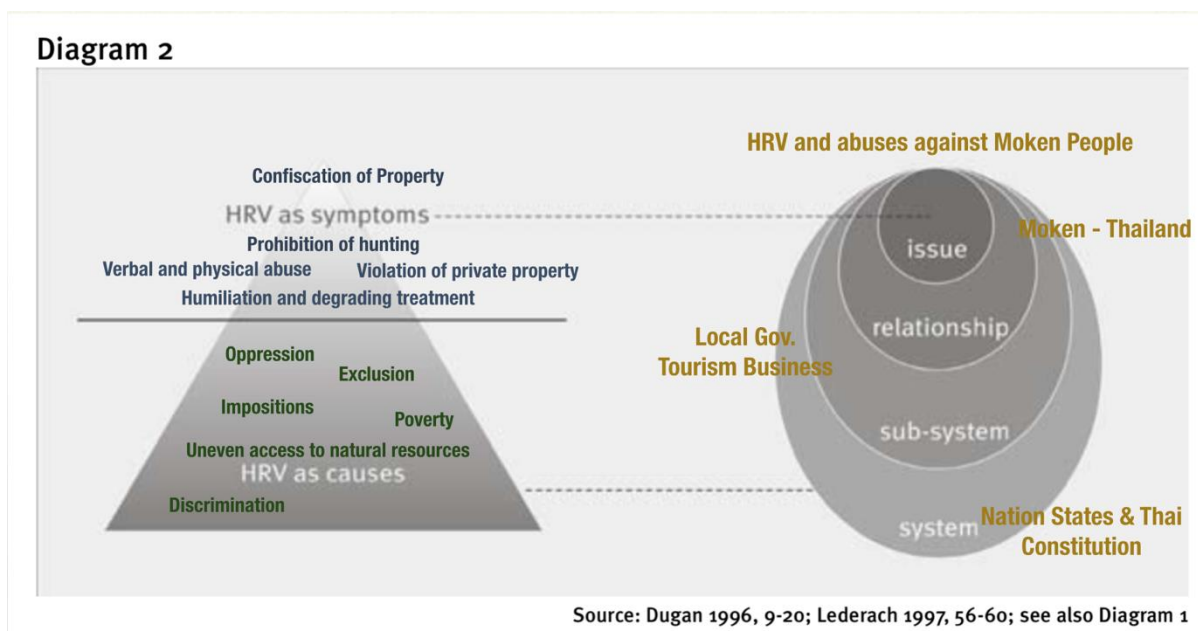 Diagram 2
HRV and abuses against Moken People
Confiscation of Property
HRV as symptoms
Prohibition of hunting
Verbal and physical abuse
Violation of private property
Humiliation and degrading treatment
Oppression
Exclusion
Impositions
Poverty
Uneven access to natural resources
HRV as causes
Discrimination
issue
Moken - Thailand
relationship
Local Gov.
Tourism Business
sub-system
system
Nation States & Thai
Constitution
Source: Dugan 1996, 9-20; Lederach 1997, 56-60; see also Diagram 1